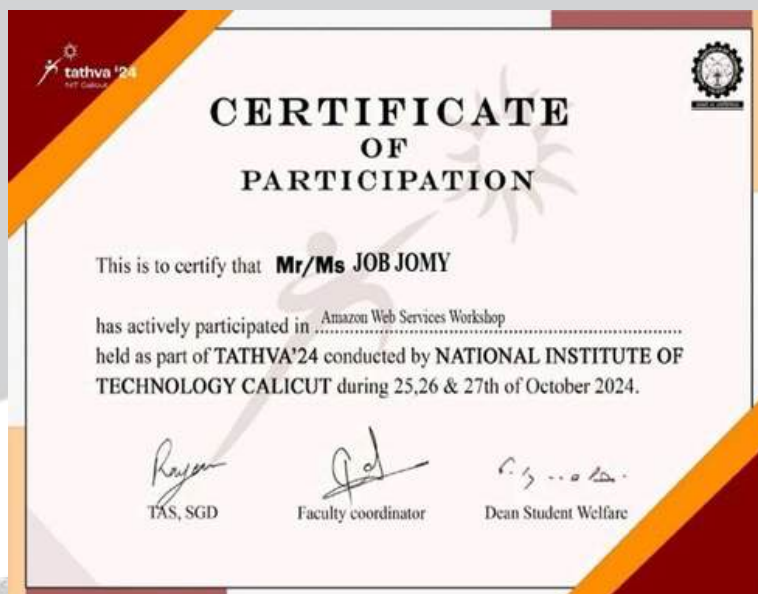 tathva '24
NIT Calicut
CERTIFICATE
OF
PARTICIPATION
This is to certify that Mr/Ms JOB JOMY
has actively participated in Amazon Web Services Workshop
held as part of TATHVA'24 conducted by NATIONAL INSTITUTE OF
TECHNOLOGY CALICUT during 25,26 & 27th of October 2024.
TAS, SGD
Faculty coordinator
Dean Student Welfare